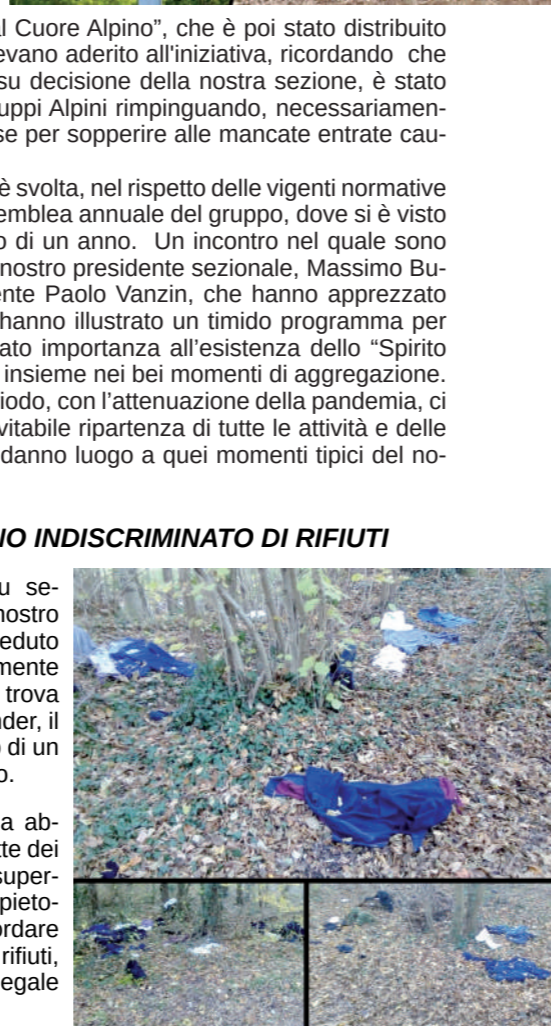 l Cuore Alpino”, che è poi stato distribuito
evano aderito all'iniziativa, ricordando che
su decisione della nostra sezione, è stato
uppi Alpini rimpinguando, necessariamen-
se per sopperire alle mancate entrate cau-
è svolta, nel rispetto delle vigenti normative
emblea annuale del gruppo, dove si è visto
o di un anno. Un incontro nel quale sono
nostro presidente sezionale, Massimo Bu-
ente Paolo Vanzin, che hanno apprezzato
hanno illustrato un timido programma per
ato importanza all’esistenza dello “Spirito
insieme nei bei momenti di aggregazione.
iodo, con l’attenuazione della pandemia, ci
vitabile ripartenza di tutte le attività e delle
danno luogo a quei momenti tipici del no-
NO INDISCRIMINATO DI RIFIUTI
u se-
nostro
eduto
mente
trova
nder, il
o di un
o.
a ab-
tte dei
super-
pieto-
ordare
rifiuti,
egale